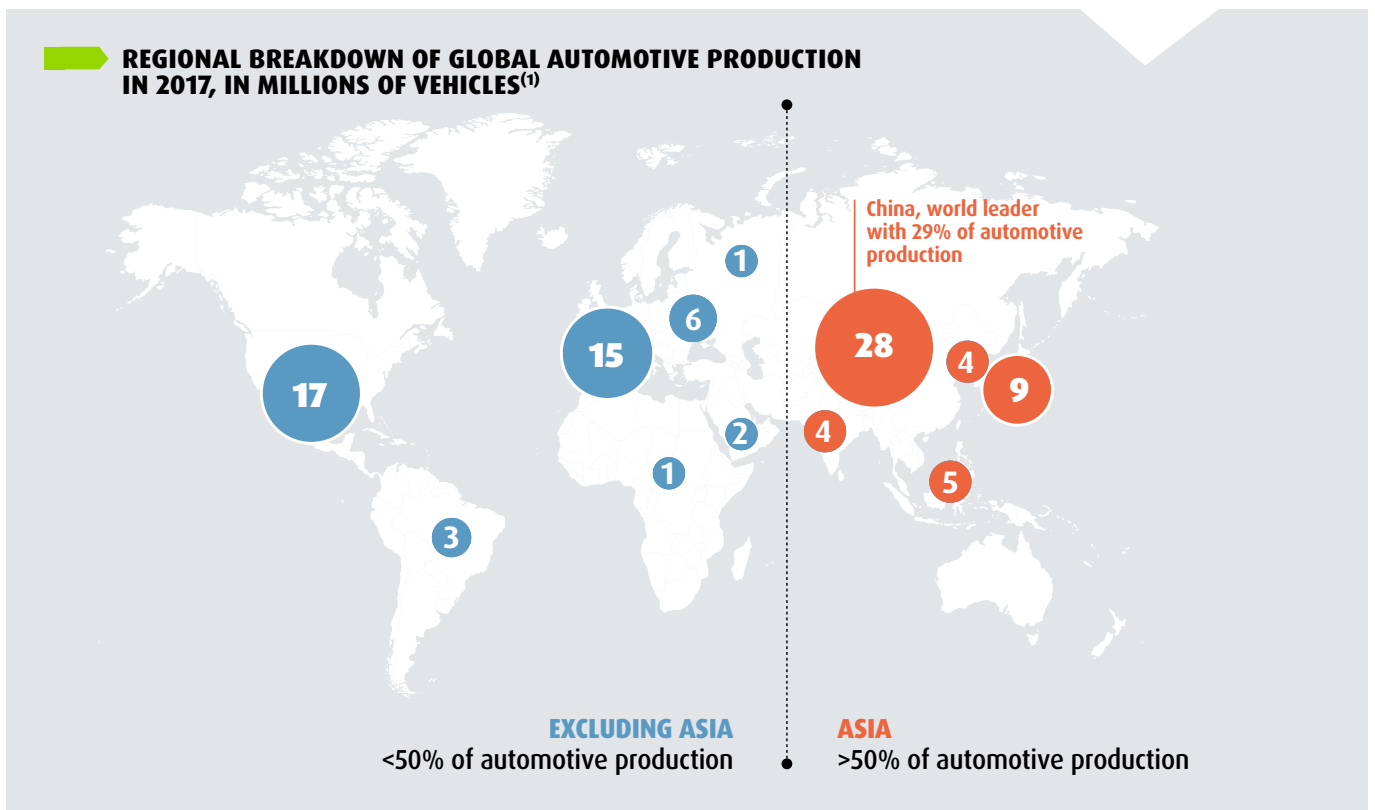 REGIONAL BREAKDOWN OF GLOBAL AUTOMOTIVE PRODUCTION
IN 2017, IN MILLIONS OF VEHICLES(1)
China, world leader
with 29% of automotive
production
1
6
15
28
4
9
17
4
2
1
5
3
EXCLUDING ASIA
<50% of automotive production
ASIA
>50% of automotive production